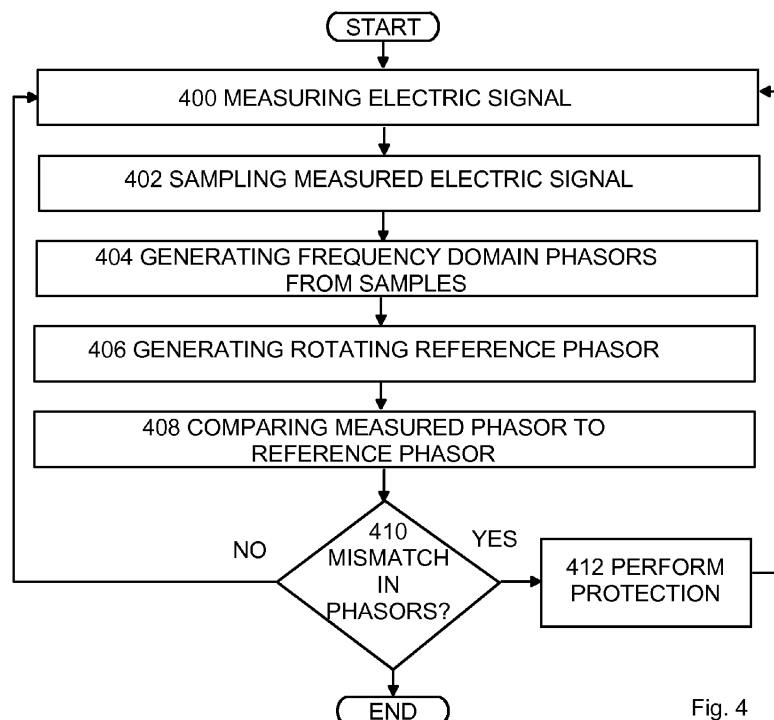 START
400 MEASURING ELECTRIC SIGNAL
402 SAMPLING MEASURED ELECTRIC SIGNAL
404 GENERATING FREQUENCY DOMAIN PHASORS
FROM SAMPLES
406 GENERATING ROTATING REFERENCE PHASOR
408 COMPARING MEASURED PHASOR TO
REFERENCE PHASOR
410
MISMATCH
IN
PHASORS?
NO
YES
412 PERFORM
PROTECTION
END
Fig. 4